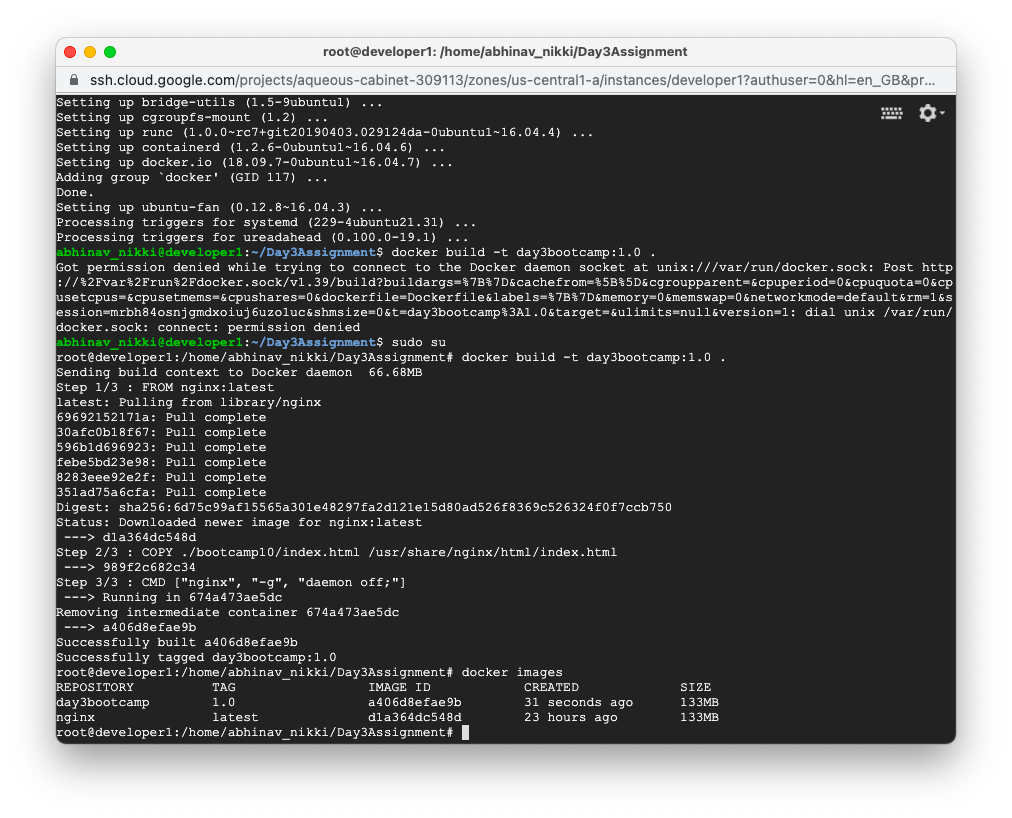 root@developer1: /home/abhinav_nikki/Day3Assignment
ssh.cloud.google.com/projects/aqueous-cabinet-309113/zones/us-central1-a/instances/developer1?authuser=0&hl=en_GB&pr...
Setting up bridge-utils (1.5-9ubuntu1) ...
Setting up cgroupfs-mount (1.2) ...
Setting up runc (1.0.0~rc7+git20190403.029124da-0ubuntu1~16.04.4) ...
Setting up containerd (1.2.6-0ubuntu1~16.04.6) ...
Setting up docker.io (18.09.7-0ubuntu1~16.04.7) ...
Adding group `docker' (GID 117) ...
Done.
Setting up ubuntu-fan (0.12.8~16.04.3) ...
Processing triggers for systemd (229-4ubuntu21.31) ...
Processing triggers for ureadahead (0.100.0-19.1) ...
abhinav_nikki@developer1:~/Day3Assignment$ docker build -t day3bootcamp:1.0 .
Got permission denied while trying to connect to the Docker daemon socket at unix:///var/run/docker.sock: Post http
://%2Fvar%2Frun%2Fdocker.sock/v1.39/build?buildargs=%7B%7D&cachefrom=%5B%5D&cgroupparent=&cpuperiod=0&cpuquota=0&cp
usetcpus=&cpusetmems=&cpushares=0&dockerfile=Dockerfile&labels=%7B%7D&memory=0&memswap=0&networkmode=default&rm=1&s
ession=mrbh84osnjgmdxoiuj6uzo1uc&shmsize=0&t=day3bootcamp%3A1.0&target=&ulimits=null&version=1: dial unix /var/run/
docker.sock: connect: permission denied
abhinav_nikki@developer1:~/Day3Assignment$ sudo su
root@developer1:/home/abhinav_nikki/Day3Assignment# docker build -t day3bootcamp:1.0 .
Sending build context to Docker daemon  66.68MB
Step 1/3 : FROM nginx:latest
latest: Pulling from library/nginx
69692152171a: Pull complete
30afc0b18f67: Pull complete
596b1d696923: Pull complete
febe5bd23e98: Pull complete
8283eee92e2f: Pull complete
351ad75a6cfa: Pull complete
Digest: sha256:6d75c99af15565a301e48297fa2d121e15d80ad526f8369c526324f0f7ccb750
Status: Downloaded newer image for nginx:latest
 ---> d1a364dc548d
Step 2/3 : COPY ./bootcamp10/index.html /usr/share/nginx/html/index.html
 ---> 989f2c682c34
Step 3/3 : CMD ["nginx", "-g", "daemon off;"]
 ---> Running in 674a473ae5dc
Removing intermediate container 674a473ae5dc
 ---> a406d8efae9b
Successfully built a406d8efae9b
Successfully tagged day3bootcamp:1.0
root@developer1:/home/abhinav_nikki/Day3Assignment# docker images
REPOSITORY          TAG                 IMAGE ID            CREATED             SIZE
day3bootcamp        1.0                 a406d8efae9b        31 seconds ago      133MB
nginx               latest              d1a364dc548d        23 hours ago        133MB
root@developer1:/home/abhinav_nikki/Day3Assignment#